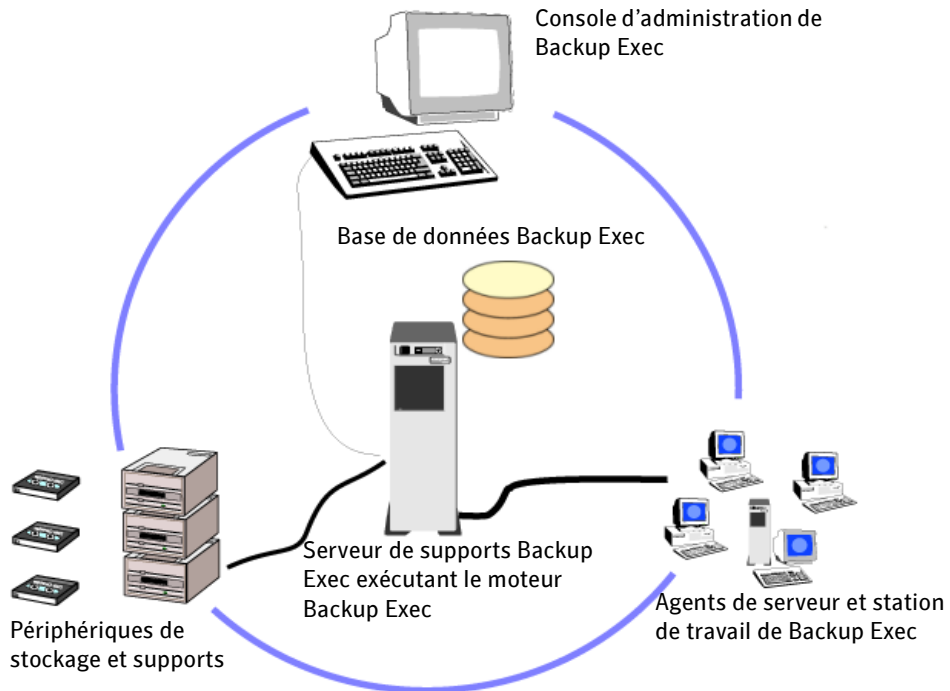 Console d'administration de
Backup Exec
Base de données Backup Exec
Serveur de supports Backup
Exec exécutant le moteur
Backup Exec
Agents de serveur et station
de travail de Backup Exec
Périphériques de
stockage et supports